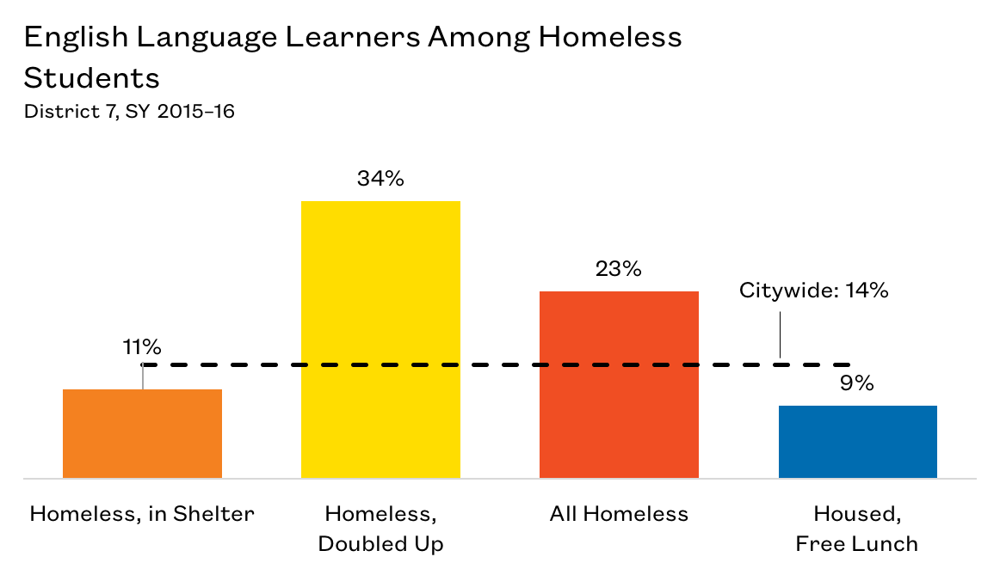 English Language Learners Among Homeless
Students
District 7, SY 2015–16
34%
23%
Citywide: 14%
11%
9%
Homeless, in Shelter
Homeless,
Doubled Up
All Homeless
Housed,
Free Lunch